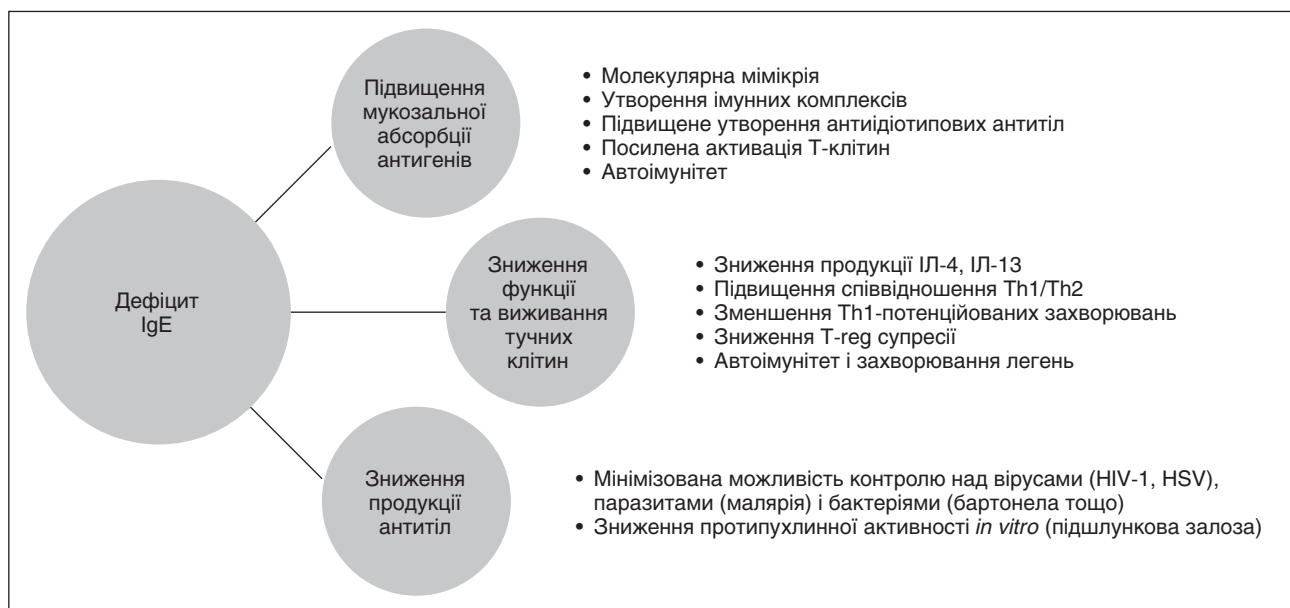 Дефіцит
IgE
Підвищення
мукозальної
абсорбції
антигенів
• Молекулярна мімікрія
• Утворення імунних комплексів
• Підвищене утворення антиідіотипових антитіл
• Посилена активація Т-клітин
• Автоімунітет
Зниження
функції
та виживання
тучних
клітин
• Зниження продукції ІЛ-4, ІЛ-13
• Підвищення співвідношення Th1/Th2
• Зменшення Th1-потенційованих захворювань
• Зниження T-reg супресії
• Автоімунітет і захворювання легень
Зниження
продукції
антитіл
• Мінімізована можливість контролю над вірусами (HIV-1, HSV),
паразитами (малярія) і бактеріями (бартонела тощо)
• Зниження протипухлинної активності in vitro (підшлункова залоза)